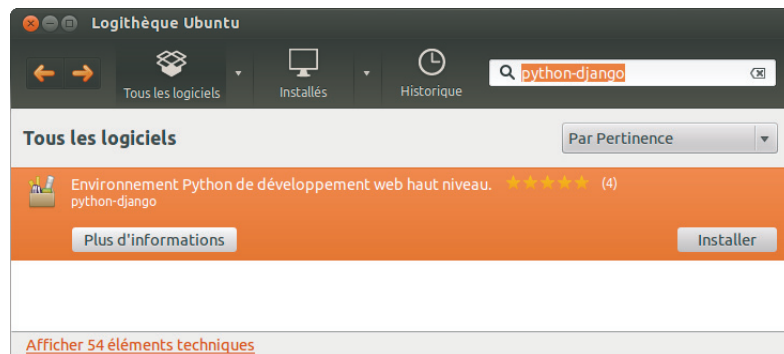 Logithèque Ubuntu
Tous les logiciels
Installés
Historique
python-django
Tous les logiciels
Par Pertinence
Environnement Python de développement web haut niveau. (4)
python-django
Plus d'informations
Installer
Afficher 54 éléments techniques